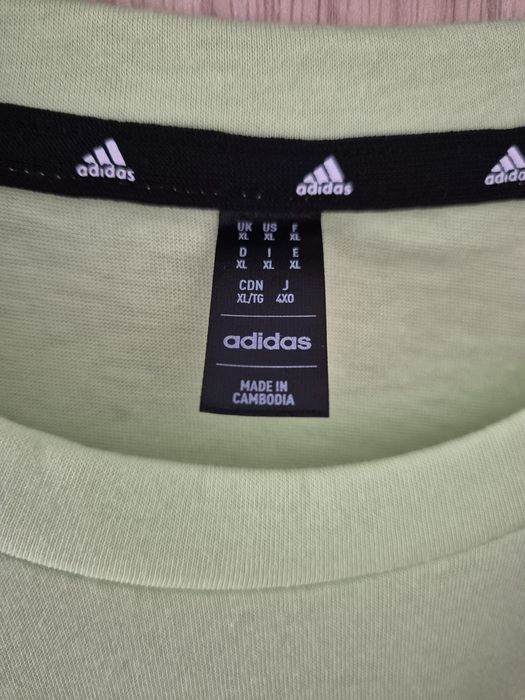 adidas
adidas
adidas
UK US F
XL XL XL
D I E
XL XL XL
CDN J
XL/TG 4XO
adidas
MADE IN
CAMBODIA